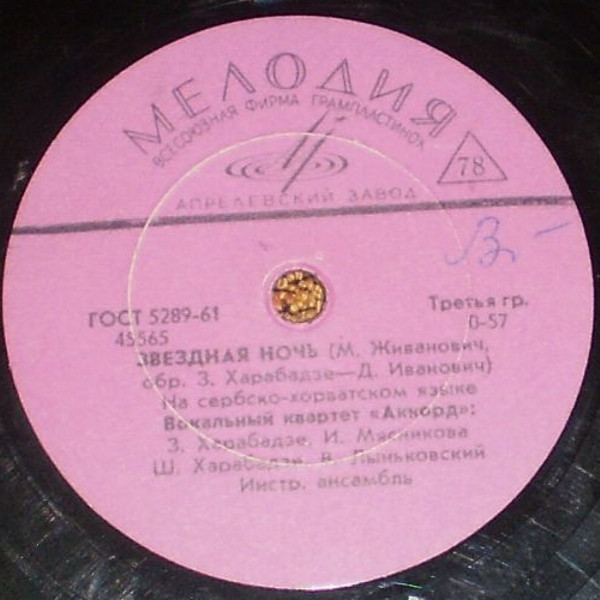 МЕЛОДИЯ
ВСЕСОЮЗНАЯ ФИРМА ГРАМПЛАСТИНОК
78
АПРЕЛЕВСКИЙ ЗАВОД
ГОСТ 5289-61
Третья гр.
45565
0-57
ЗВЕЗДНАЯ НОЧЬ (М. Живанович,
обр. З. Харабадзе—Д. Иванович)
На сербско-хорватском языке
Вокальный квартет «Аккорд»:
З. Харабадзе, И. Мясникова
Ш. Харабадзе, В. Лыньковский
Инстр. ансамбль